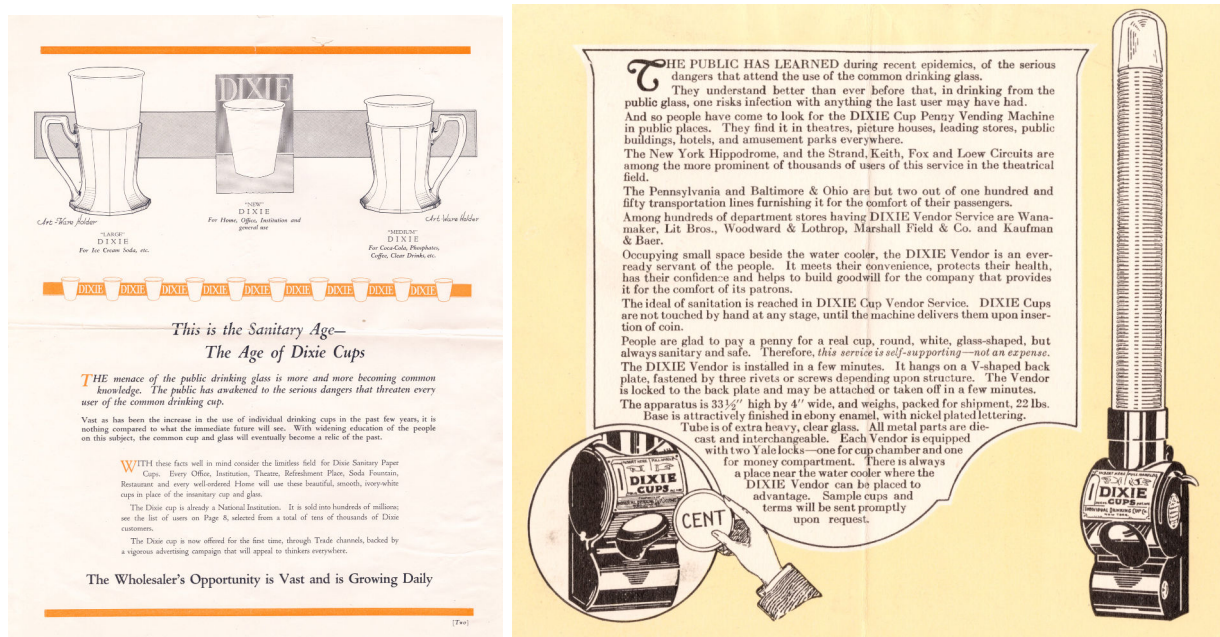 DIXIE
Art-Ware Holder
"LARGE"
DIXIE
For Ice Cream Soda, etc.
"NEW"
DIXIE
For Home, Office, Institution and
general use
Art Ware Holder
"MEDIUM"
DIXIE
For Coca-Cola, Phosphates,
Coffee, Clear Drinks, etc.
DIXIE DIXIE DIXIE DIXIE DIXIE DIXIE DIXIE DIXIE DIXIE
This is the Sanitary Age—
The Age of Dixie Cups
THE menace of the public drinking glass is more and more becoming common
knowledge. The public has awakened to the serious dangers that threaten every
user of the common drinking cup.
Vast as has been the increase in the use of individual drinking cups in the past few years, it is
nothing compared to what the immediate future will see. With widening education of the people
on this subject, the common cup and glass will eventually become a relic of the past.
WITH these facts well in mind consider the limitless field for Dixie Sanitary Paper
Cups. Every Office, Institution, Theatre, Refreshment Place, Soda Fountain,
Restaurant and every well-ordered Home will use these beautiful, smooth, ivory-white
cups in place of the insanitary cup and glass.
The Dixie cup is already a National Institution. It is sold into hundreds of millions;
see the list of users on Page 8, selected from a total of tens of thousands of Dixie
customers.
The Dixie cup is now offered for the first time, through Trade channels, backed by
a vigorous advertising campaign that will appeal to thinkers everywhere.
The Wholesaler's Opportunity is Vast and is Growing Daily
[Two]
THE PUBLIC HAS LEARNED during recent epidemics, of the serious
dangers that attend the use of the common drinking glass.
They understand better than ever before that, in drinking from the
public glass, one risks infection with anything the last user may have had.
And so people have come to look for the DIXIE Cup Penny Vending Machine
in public places. They find it in theatres, picture houses, leading stores, public
buildings, hotels, and amusement parks everywhere.
The New York Hippodrome, and the Strand, Keith, Fox and Loew Circuits are
among the more prominent of thousands of users of this service in the theatrical
field.
The Pennsylvania and Baltimore & Ohio are but two out of one hundred and
fifty transportation lines furnishing it for the comfort of their passengers.
Among hundreds of department stores having DIXIE Vendor Service are Wana-
maker, Lit Bros., Woodward & Lothrop, Marshall Field & Co. and Kaufman
& Baer.
Occupying small space beside the water cooler, the DIXIE Vendor is an ever-
ready servant of the people. It meets their convenience, protects their health,
has their confidence and helps to build goodwill for the company that provides
it for the comfort of its patrons.
The ideal of sanitation is reached in DIXIE Cup Vendor Service. DIXIE Cups
are not touched by hand at any stage, until the machine delivers them upon inser-
tion of coin.
People are glad to pay a penny for a real cup, round, white, glass-shaped, but
always sanitary and safe. Therefore, this service is self-supporting—not an expense.
The DIXIE Vendor is installed in a few minutes. It hangs on a V-shaped back
plate, fastened by three rivets or screws depending upon structure. The Vendor
is locked to the back plate and may be attached or taken off in a few minutes.
The apparatus is 33½" high by 4" wide, and weighs, packed for shipment, 22 lbs.
Base is attractively finished in ebony enamel, with nickel plated lettering.
Tube is of extra heavy, clear glass. All metal parts are die-
cast and interchangeable. Each Vendor is equipped
with two Yale locks—one for cup chamber and one
for money compartment. There is always
a place near the water cooler where the
DIXIE Vendor can be placed to
advantage. Sample cups and
terms will be sent promptly
upon request.
DIXIE
CUPS
CENT
DIXIE
CUPS
INDIVIDUAL DRINKING CUP CO.
NEW YORK